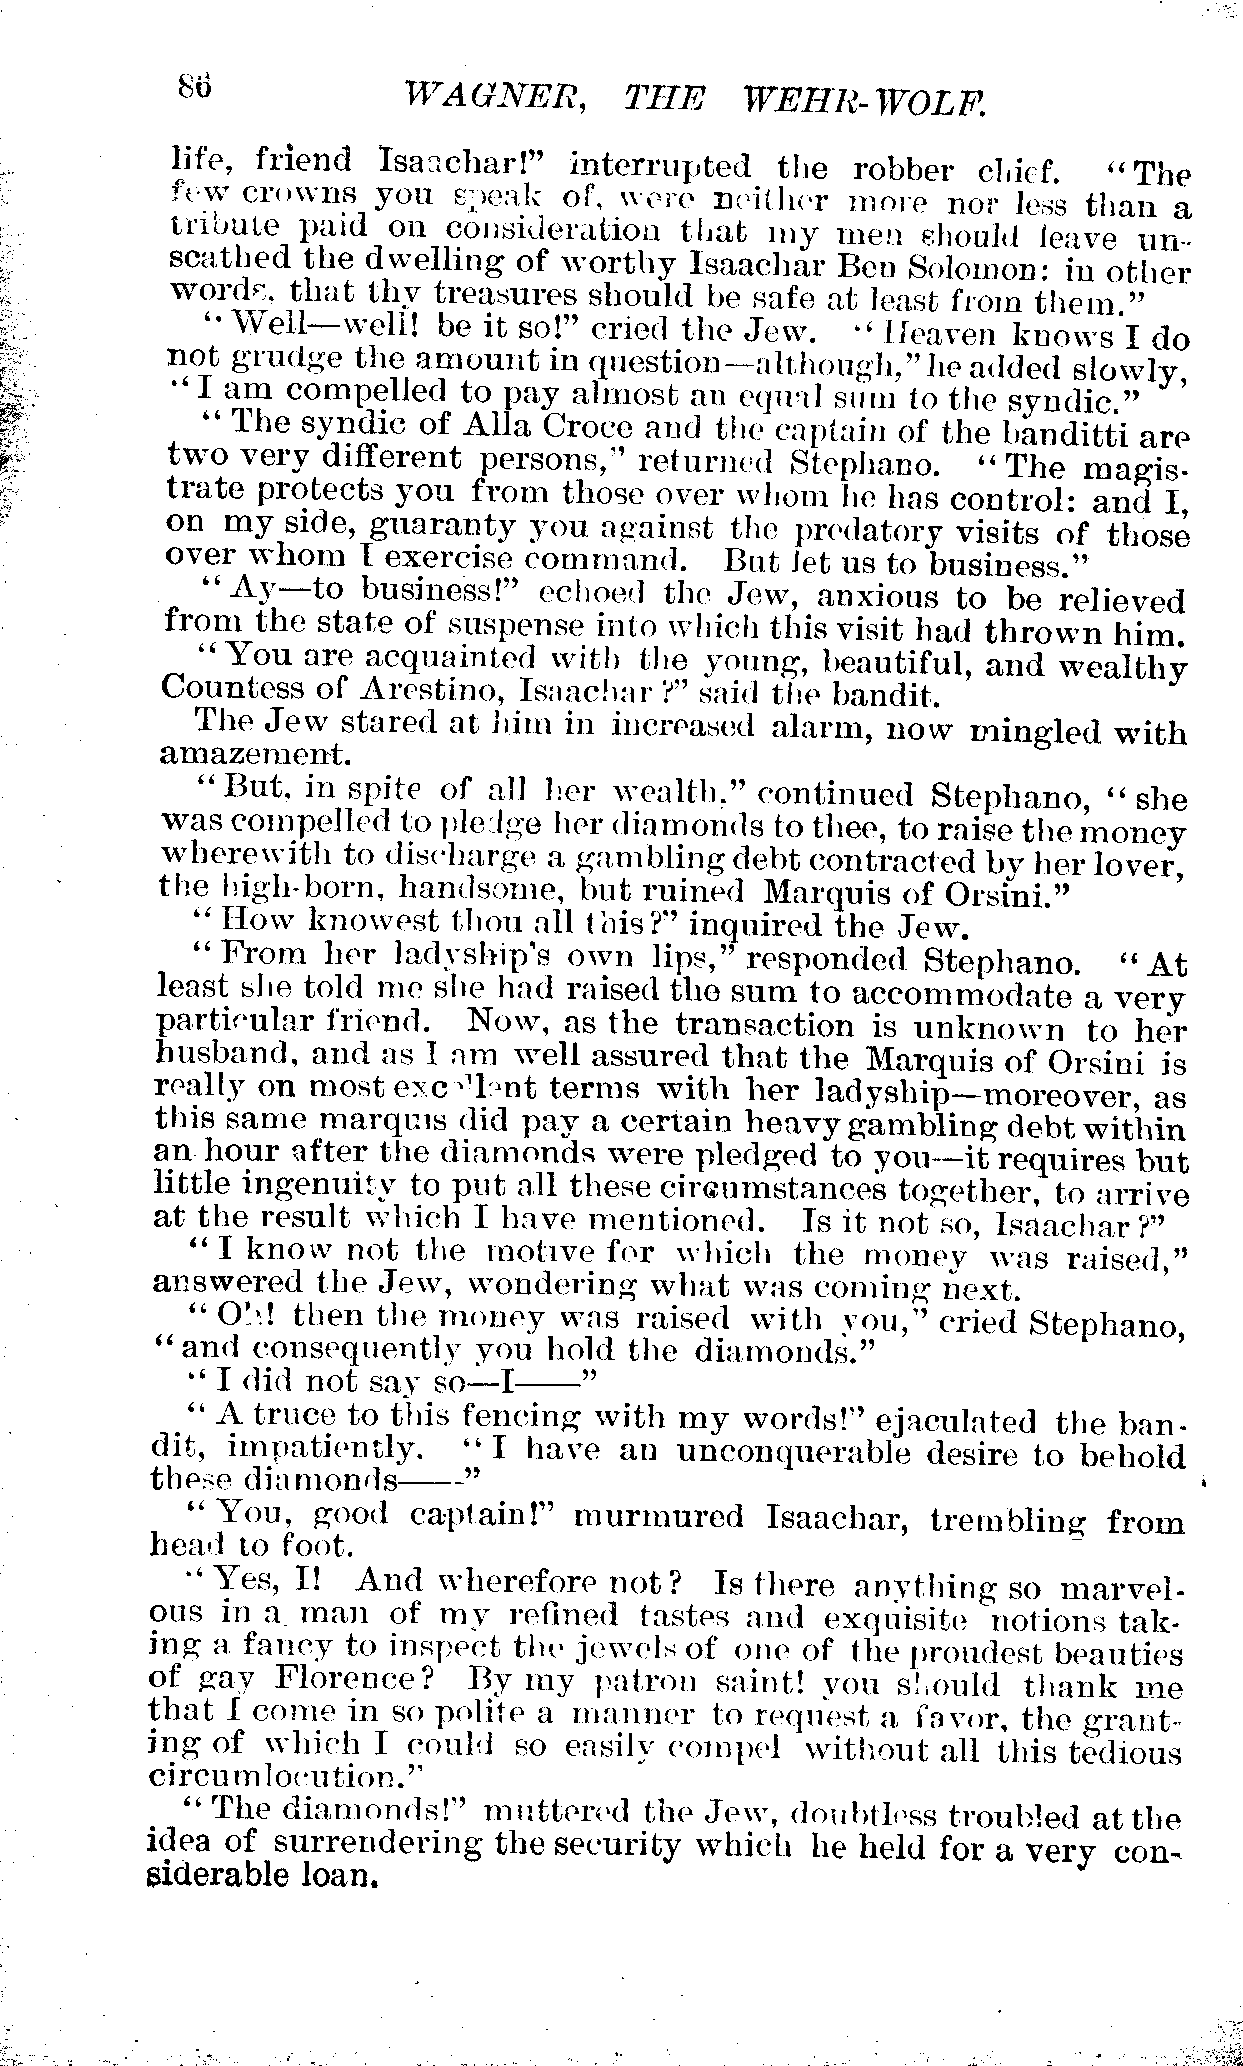 86 WAGNER, THE WEHR-WOLF.
life, friend Isaachar!” interrupted the robber chief. “The
few crowns you speak of, were neither more nor less than a
tribute paid on consideration that my men should leave un-
scathed the dwelling of worthy Isaachar Ben Solomon: in other
words, that thy treasures should be safe at least from them.”
“Well—well! be it so!” cried the Jew. “Heaven knows I do
not grudge the amount in question—although,” he added slowly,
“I am compelled to pay almost an equal sum to the syndic.”
“The syndic of Alla Croce and the captain of the banditti are
two very different persons,” returned Stephano. “The magis-
trate protects you from those over whom he has control: and I,
on my side, guaranty you against the predatory visits of those
over whom I exercise command. But let us to business.”
“Ay—to business!” echoed the Jew, anxious to be relieved
from the state of suspense into which this visit had thrown him.
“You are acquainted with the young, beautiful, and wealthy
Countess of Arestino, Isaachar?” said the bandit.
The Jew stared at him in increased alarm, now mingled with
amazement.
“But, in spite of all her wealth,” continued Stephano, “she
was compelled to pledge her diamonds to thee, to raise the money
wherewith to discharge a gambling debt contracted by her lover,
the high-born, handsome, but ruined Marquis of Orsini.”
“How knowest thou all this?” inquired the Jew.
“From her ladyship's own lips,” responded Stephano. “At
least she told me she had raised the sum to accommodate a very
particular friend. Now, as the transaction is unknown to her
husband, and as I am well assured that the Marquis of Orsini is
really on most excellent terms with her ladyship—moreover, as
this same marquis did pay a certain heavy gambling debt within
an hour after the diamonds were pledged to you—it requires but
little ingenuity to put all these circumstances together, to arrive
at the result which I have mentioned. Is it not so, Isaachar?”
“I know not the motive for which the money was raised,”
answered the Jew, wondering what was coming next.
“Oh! then the money was raised with you,” cried Stephano,
“and consequently you hold the diamonds.”
“I did not say so—I——”
“A truce to this fencing with my words!” ejaculated the ban-
dit, impatiently. “I have an unconquerable desire to behold
these diamonds——”
“You, good captain!” murmured Isaachar, trembling from
head to foot.
“Yes, I! And wherefore not? Is there anything so marvel-
ous in a man of my refined tastes and exquisite notions tak-
ing a fancy to inspect the jewels of one of the proudest beauties
of gay Florence? By my patron saint! you should thank me
that I come in so polite a manner to request a favor, the grant-
ing of which I could so easily compel without all this tedious
circumlocution.”
“The diamonds!” muttered the Jew, doubtless troubled at the
idea of surrendering the security which he held for a very con-
siderable loan.